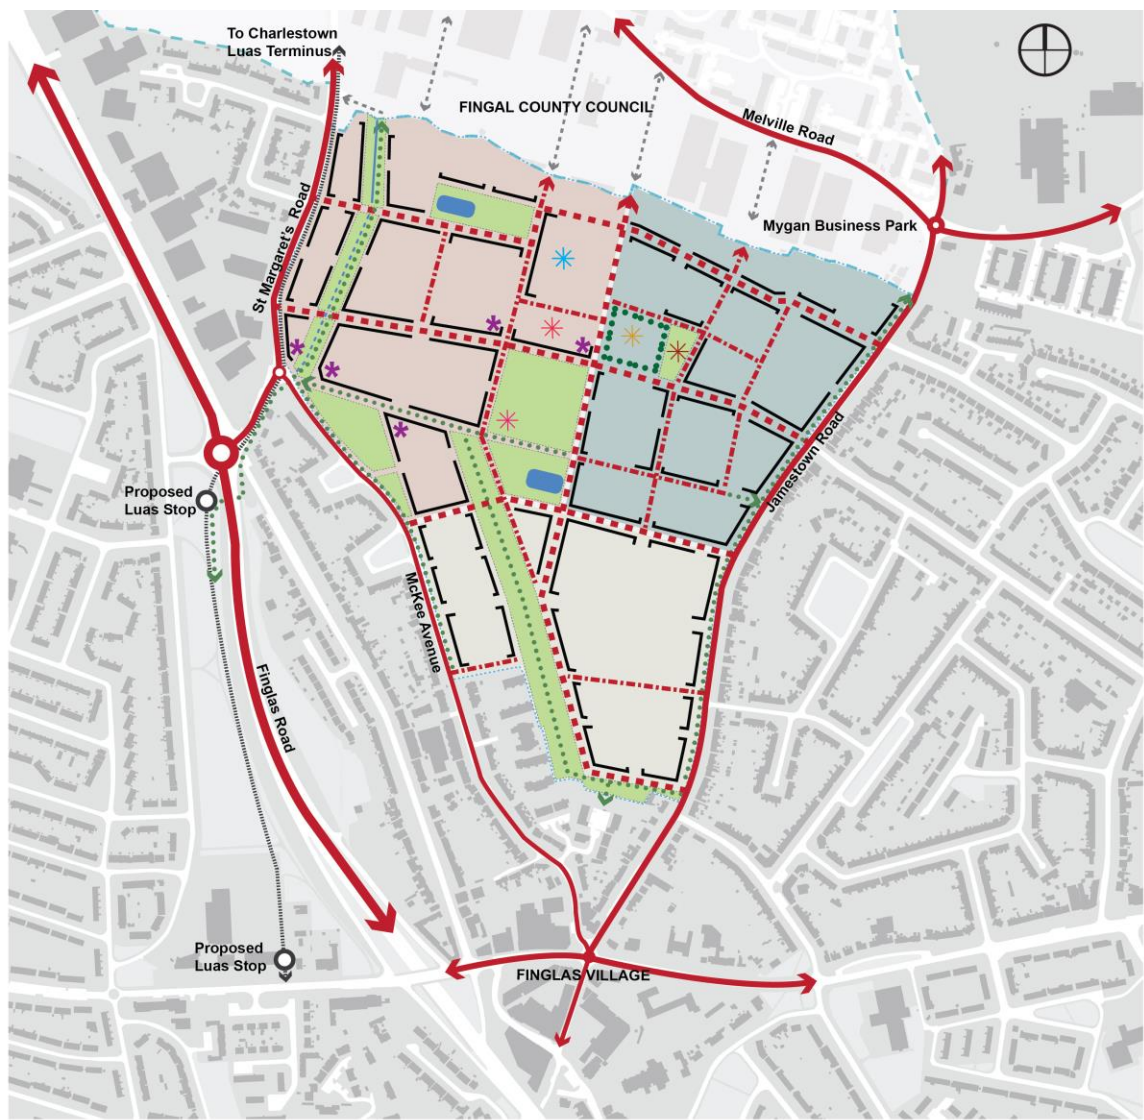 To Charlestown
Luas Terminus
FINGAL COUNTY COUNCIL
Melville Road
Mygan Business Park
St Margaret's Road
Jamestown Road
Proposed
Luas Stop
McKee Avenue
Finglas Road
Proposed
Luas Stop
FINGLAS VILLAGE